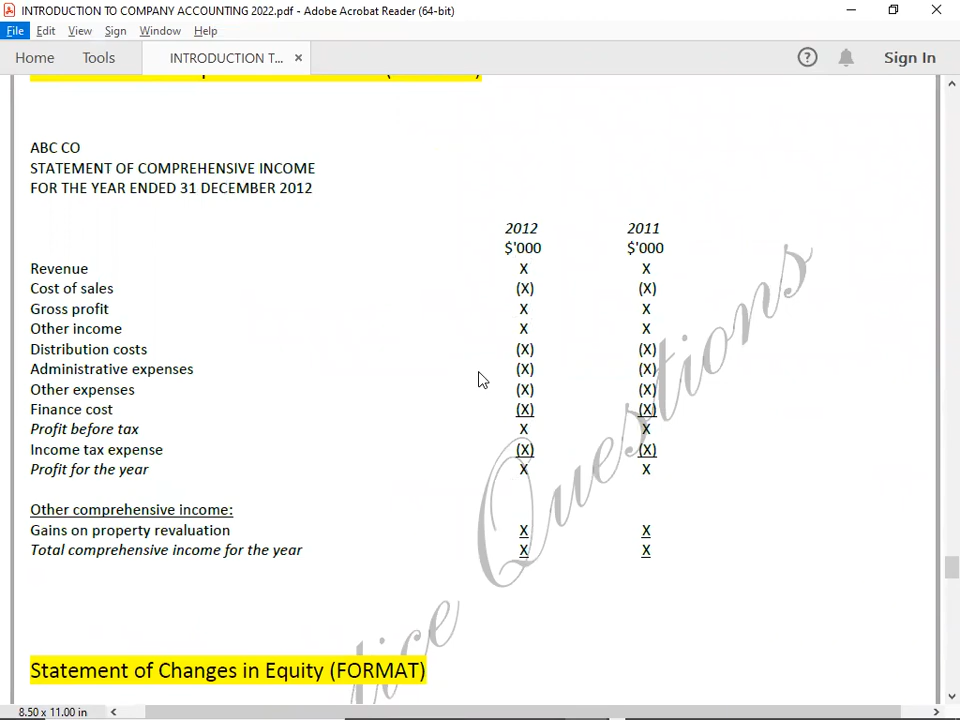 INTRODUCTION TO COMPANY ACCOUNTING 2022.pdf - Adobe Acrobat Reader (64-bit)
File Edit View Sign Window Help
Home Tools INTRODUCTION T... × ? Sign In
ABC CO
STATEMENT OF COMPREHENSIVE INCOME
FOR THE YEAR ENDED 31 DECEMBER 2012
2012 2011
$'000 $'000
Revenue X X
Cost of sales (X) (X)
Gross profit X X
Other income X X
Distribution costs (X) (X)
Administrative expenses (X) (X)
Other expenses (X) (X)
Finance cost (X) (X)
Profit before tax X X
Income tax expense (X) (X)
Profit for the year X X
Other comprehensive income:
Gains on property revaluation X X
Total comprehensive income for the year X X
Questions
Statement of Changes in Equity (FORMAT)
8.50 x 11.00 in